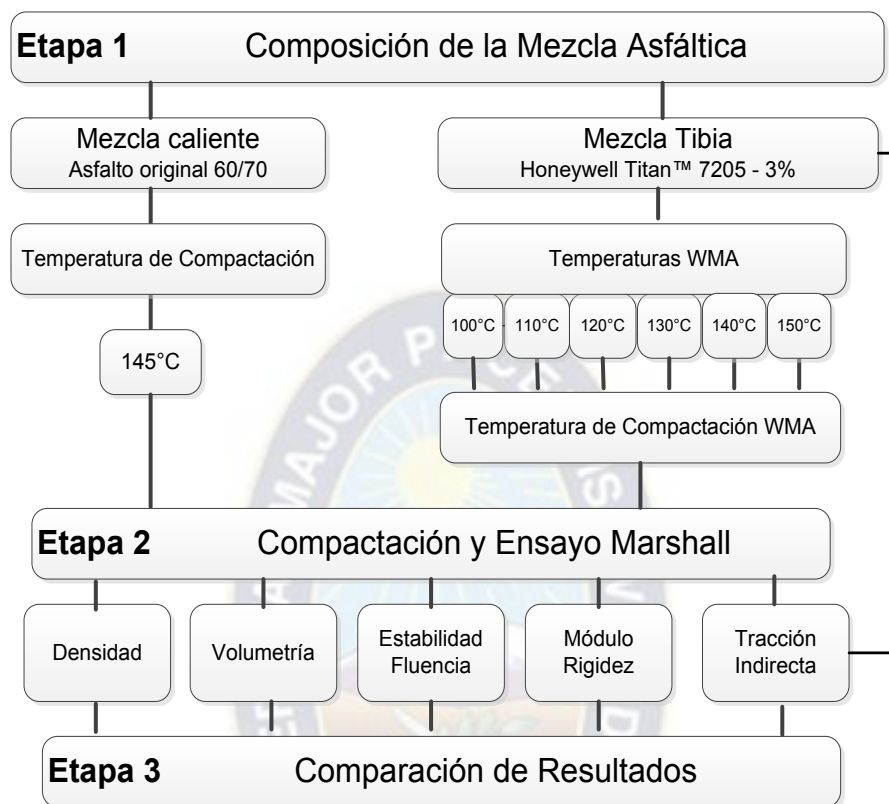 Etapa 1 Composición de la Mezcla Asfáltica
Mezcla caliente
Asfalto original 60/70
Mezcla Tibia
Honeywell Titan™ 7205 - 3%
Temperatura de Compactación
Temperaturas WMA
100°C 110°C 120°C 130°C 140°C 150°C
145°C
Temperatura de Compactación WMA
Etapa 2 Compactación y Ensayo Marshall
Densidad
Volumetría
Estabilidad
Fluencia
Módulo
Rigidez
Tracción
Indirecta
Etapa 3 Comparación de Resultados